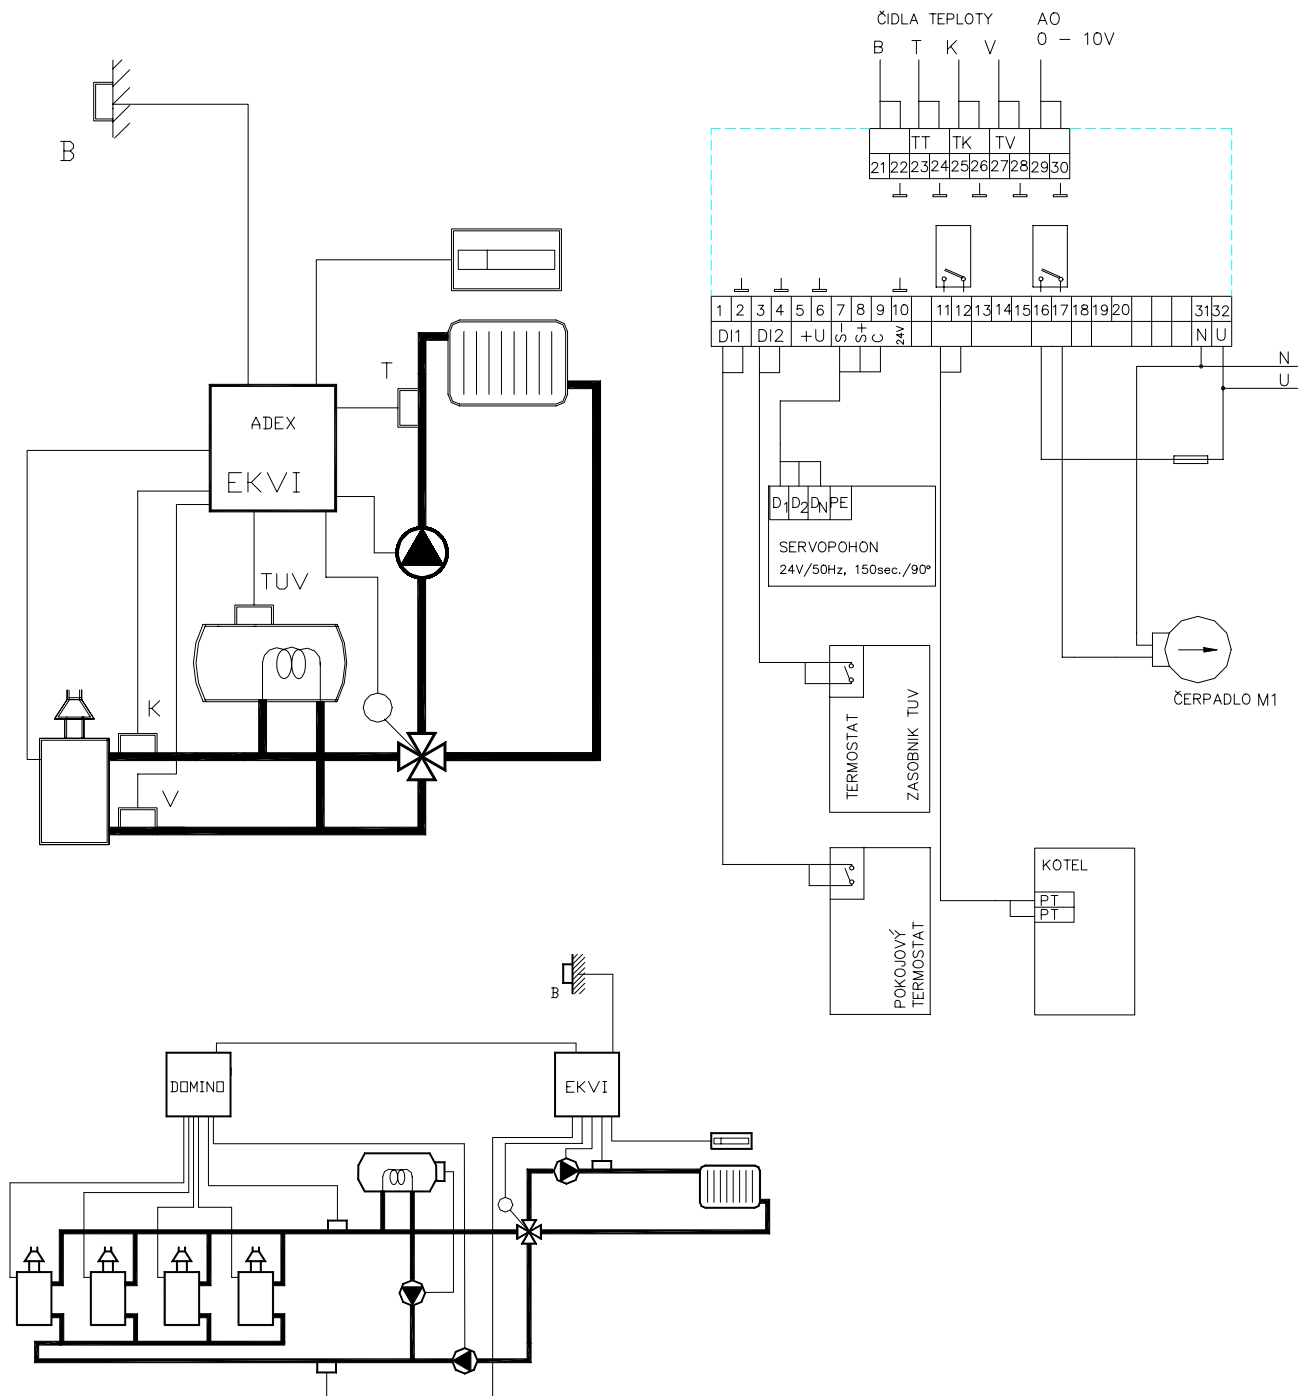 ČIDLA TEPLOTY
AO
0 - 10V
B T K V
TT TK TV
21 22 23 24 25 26 27 28 29 30
B
1 2 3 4 5 6 7 8 9 10 11 12 13 14 15 16 17 18 19 20 31 32
DI1 DI2 +U S- S+ C 24V N U
N
U
T
ADEX
EKVI
D1 D2 DN PE
SERVOPOHON
24V/50Hz, 150sec./90°
TUV
K
V
TERMOSTAT
ZASOBNIK TUV
ČERPADLO M1
POKOJOVÝ
TERMOSTAT
KOTEL
PT
PT
B
DOMINO
EKVI